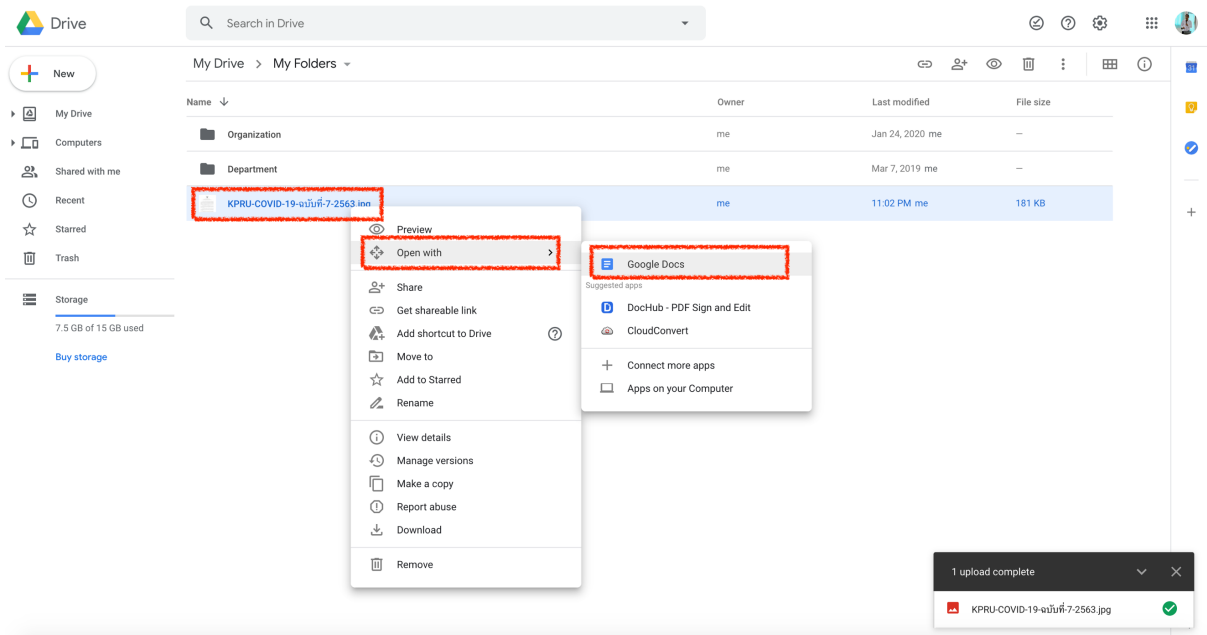 Drive
Search in Drive
New
My Drive
Computers
Shared with me
Recent
Starred
Trash
Storage
7.5 GB of 15 GB used
Buy storage
My Drive > My Folders
Name Owner Last modified File size
Organization me Jan 24, 2020 me –
Department me Mar 7, 2019 me –
KPRU-COVID-19-ฉบับที่-7-2563.jpg me 11:02 PM me 181 KB
Preview
Open with
Share
Get shareable link
Add shortcut to Drive
Move to
Add to Starred
Rename
View details
Manage versions
Make a copy
Report abuse
Download
Remove
Google Docs
Suggested apps
DocHub - PDF Sign and Edit
CloudConvert
Connect more apps
Apps on your Computer
1 upload complete
KPRU-COVID-19-ฉบับที่-7-2563.jpg